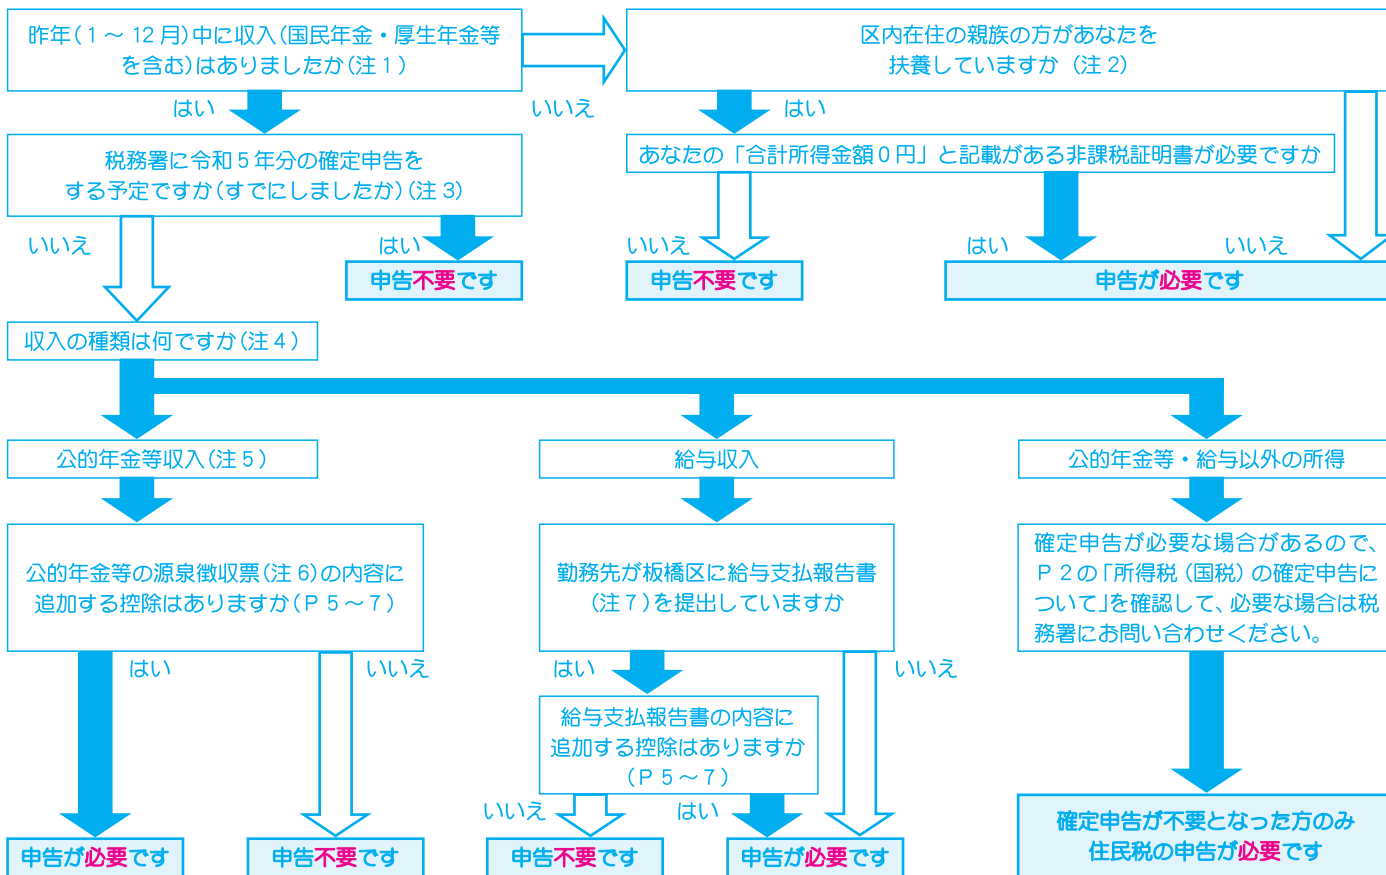 昨年(1～12月)中に収入(国民年金・厚生年金等
を含む)はありましたか(注1)
区内在住の親族の方があなたを
扶養していますか (注2)
はい
いいえ
はい
税務署に令和5年分の確定申告を
する予定ですか(すでにしましたか)(注3)
あなたの「合計所得金額0円」と記載がある非課税証明書が必要ですか
いいえ
はい
いいえ
はい
いいえ
申告不要です
申告不要です
申告が必要です
収入の種類は何ですか(注4)
公的年金等収入(注5)
給与収入
公的年金等・給与以外の所得
公的年金等の源泉徴収票(注6)の内容に
追加する控除はありますか(P5～7)
勤務先が板橋区に給与支払報告書
(注7)を提出していますか
確定申告が必要な場合があるので、
P2の「所得税(国税)の確定申告に
ついて」を確認して、必要な場合は税
務署にお問い合わせください。
はい
いいえ
はい
いいえ
給与支払報告書の内容に
追加する控除はありますか
(P5～7)
いいえ
はい
申告が必要です
申告不要です
申告不要です
申告が必要です
確定申告が不要となった方のみ
住民税の申告が必要です